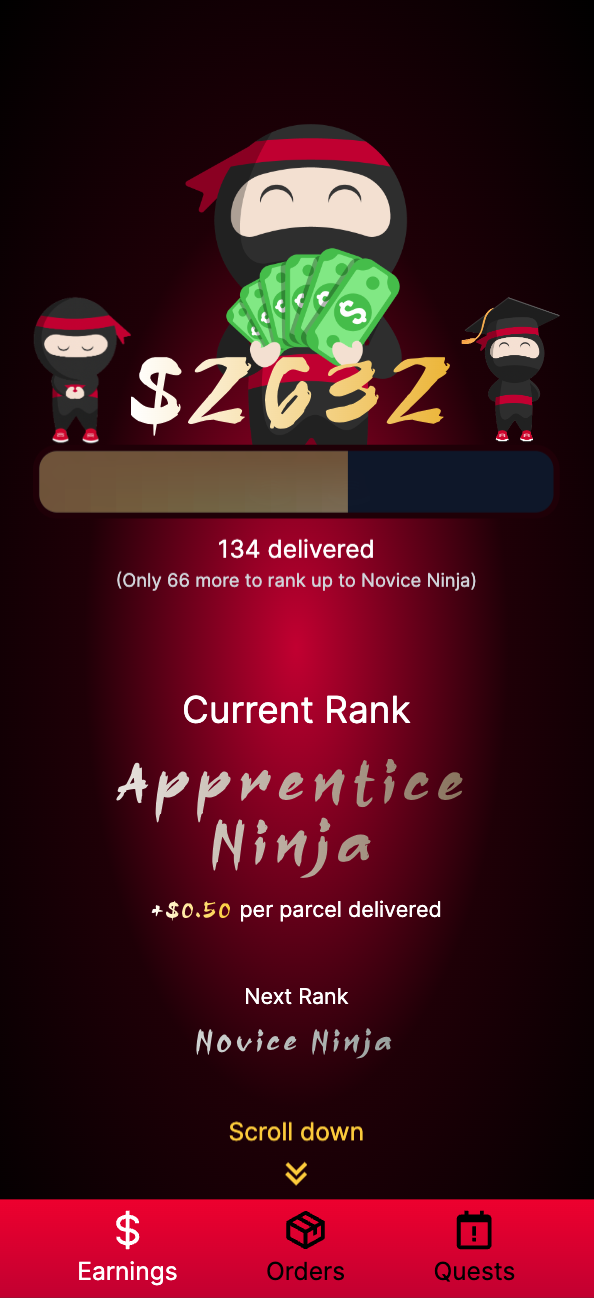 $2632
134 delivered
(Only 66 more to rank up to Novice Ninja)
Current Rank
Apprentice
Ninja
+$0.50 per parcel delivered
Next Rank
Novice Ninja
Scroll down
Earnings Orders Quests